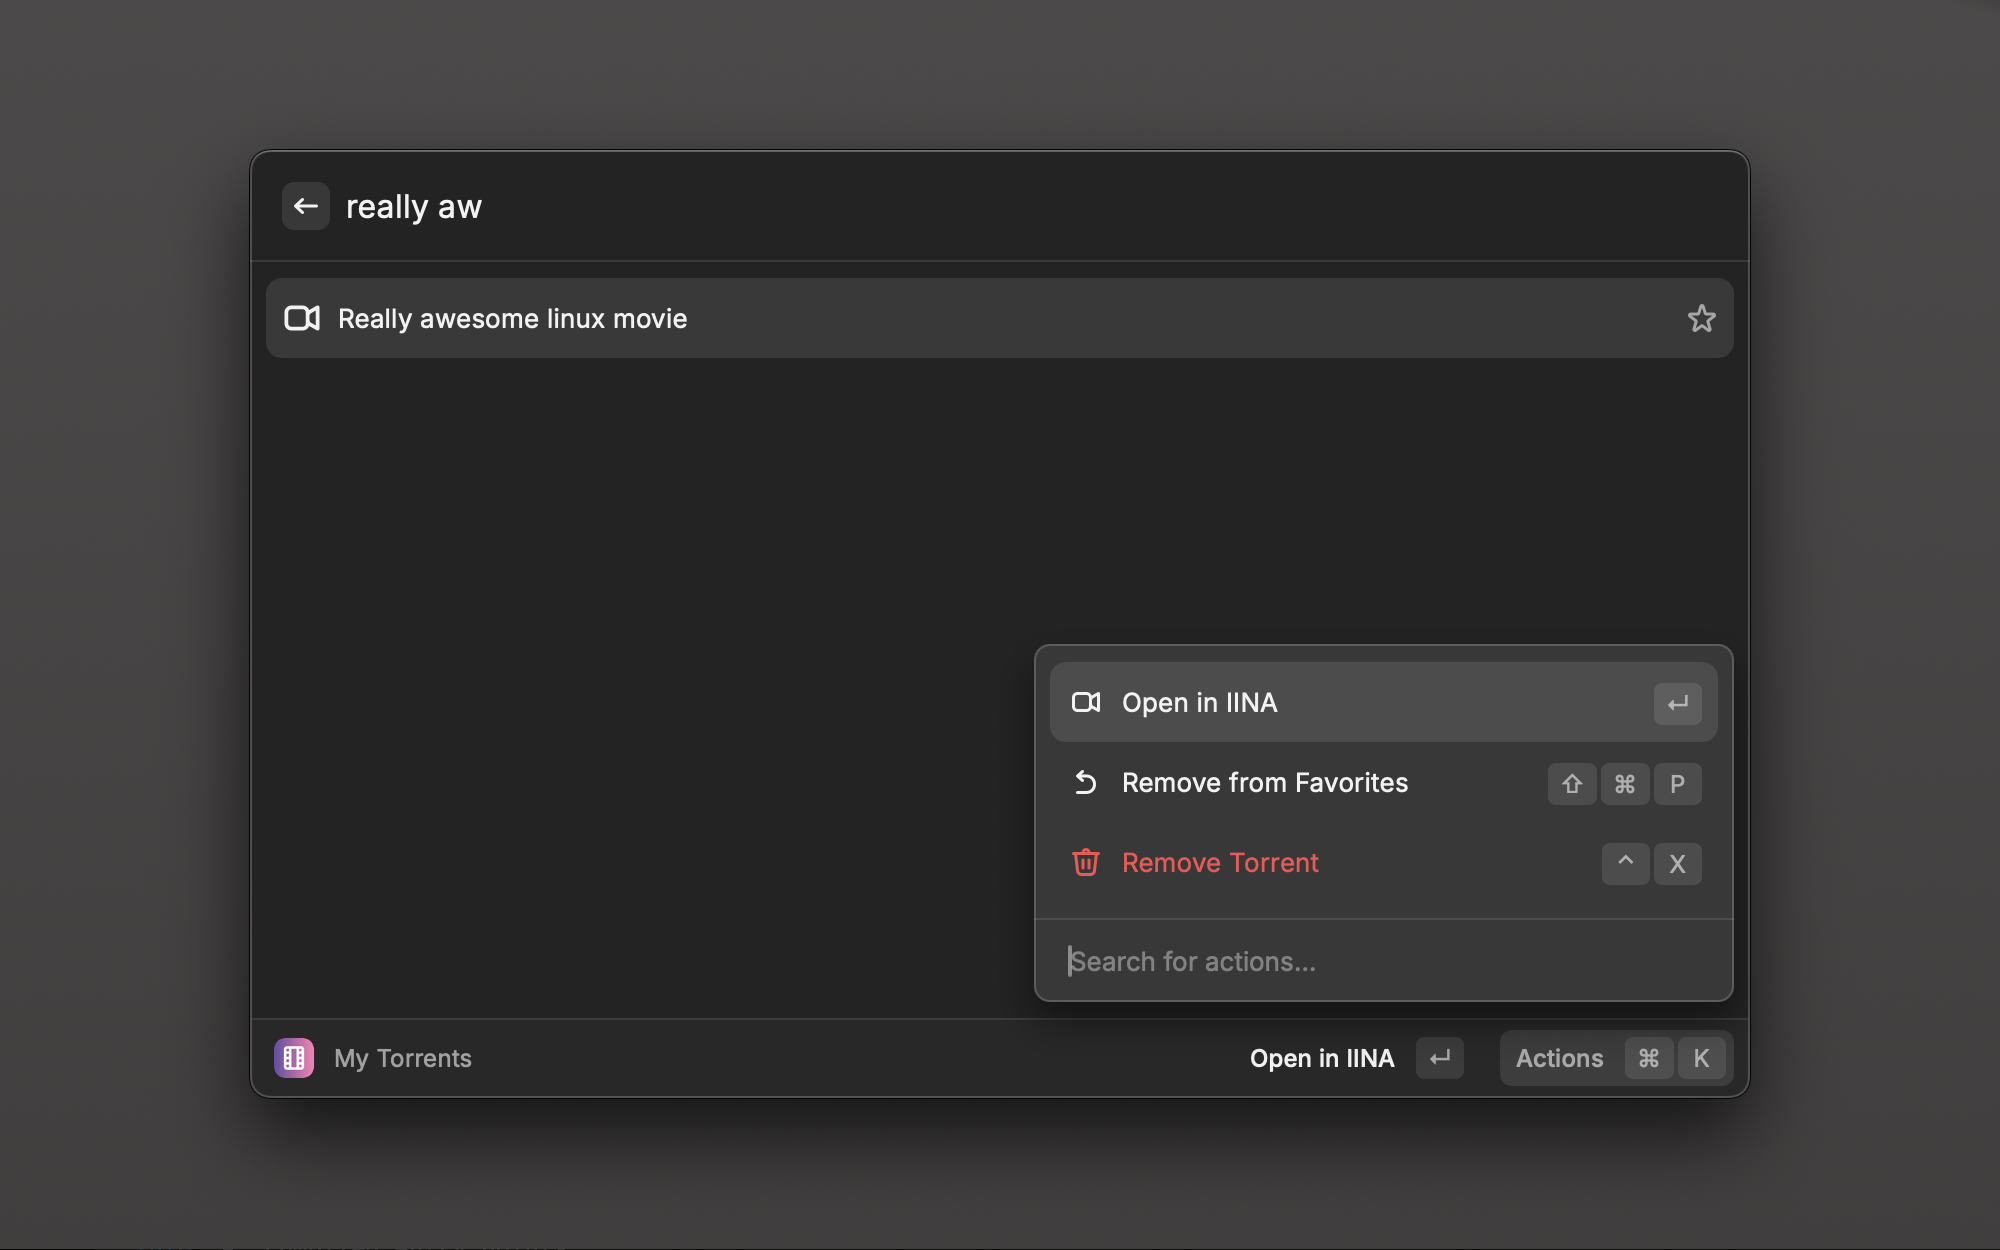 really aw
Really awesome linux movie
Open in IINA
Remove from Favorites ⇧ ⌘ P
Remove Torrent ^ X
Search for actions...
My Torrents
Open in IINA
Actions ⌘ K